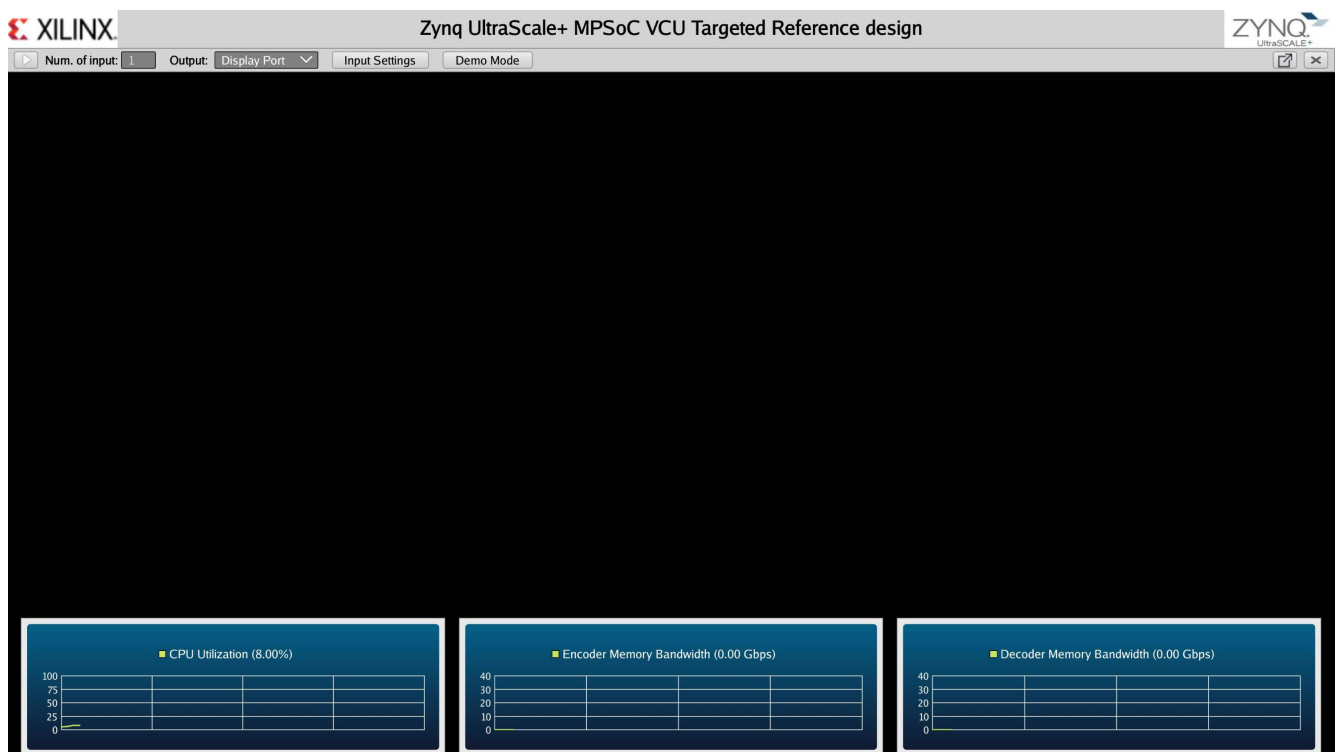 XILINX.
Zynq UltraScale+ MPSoC VCU Targeted Reference design
ZYNQ.
UltraSCALE+
Num. of input: 1 Output: Display Port Input Settings Demo Mode
CPU Utilization (8.00%)
100
75
50
25
0
Encoder Memory Bandwidth (0.00 Gbps)
40
30
20
10
0
Decoder Memory Bandwidth (0.00 Gbps)
40
30
20
10
0